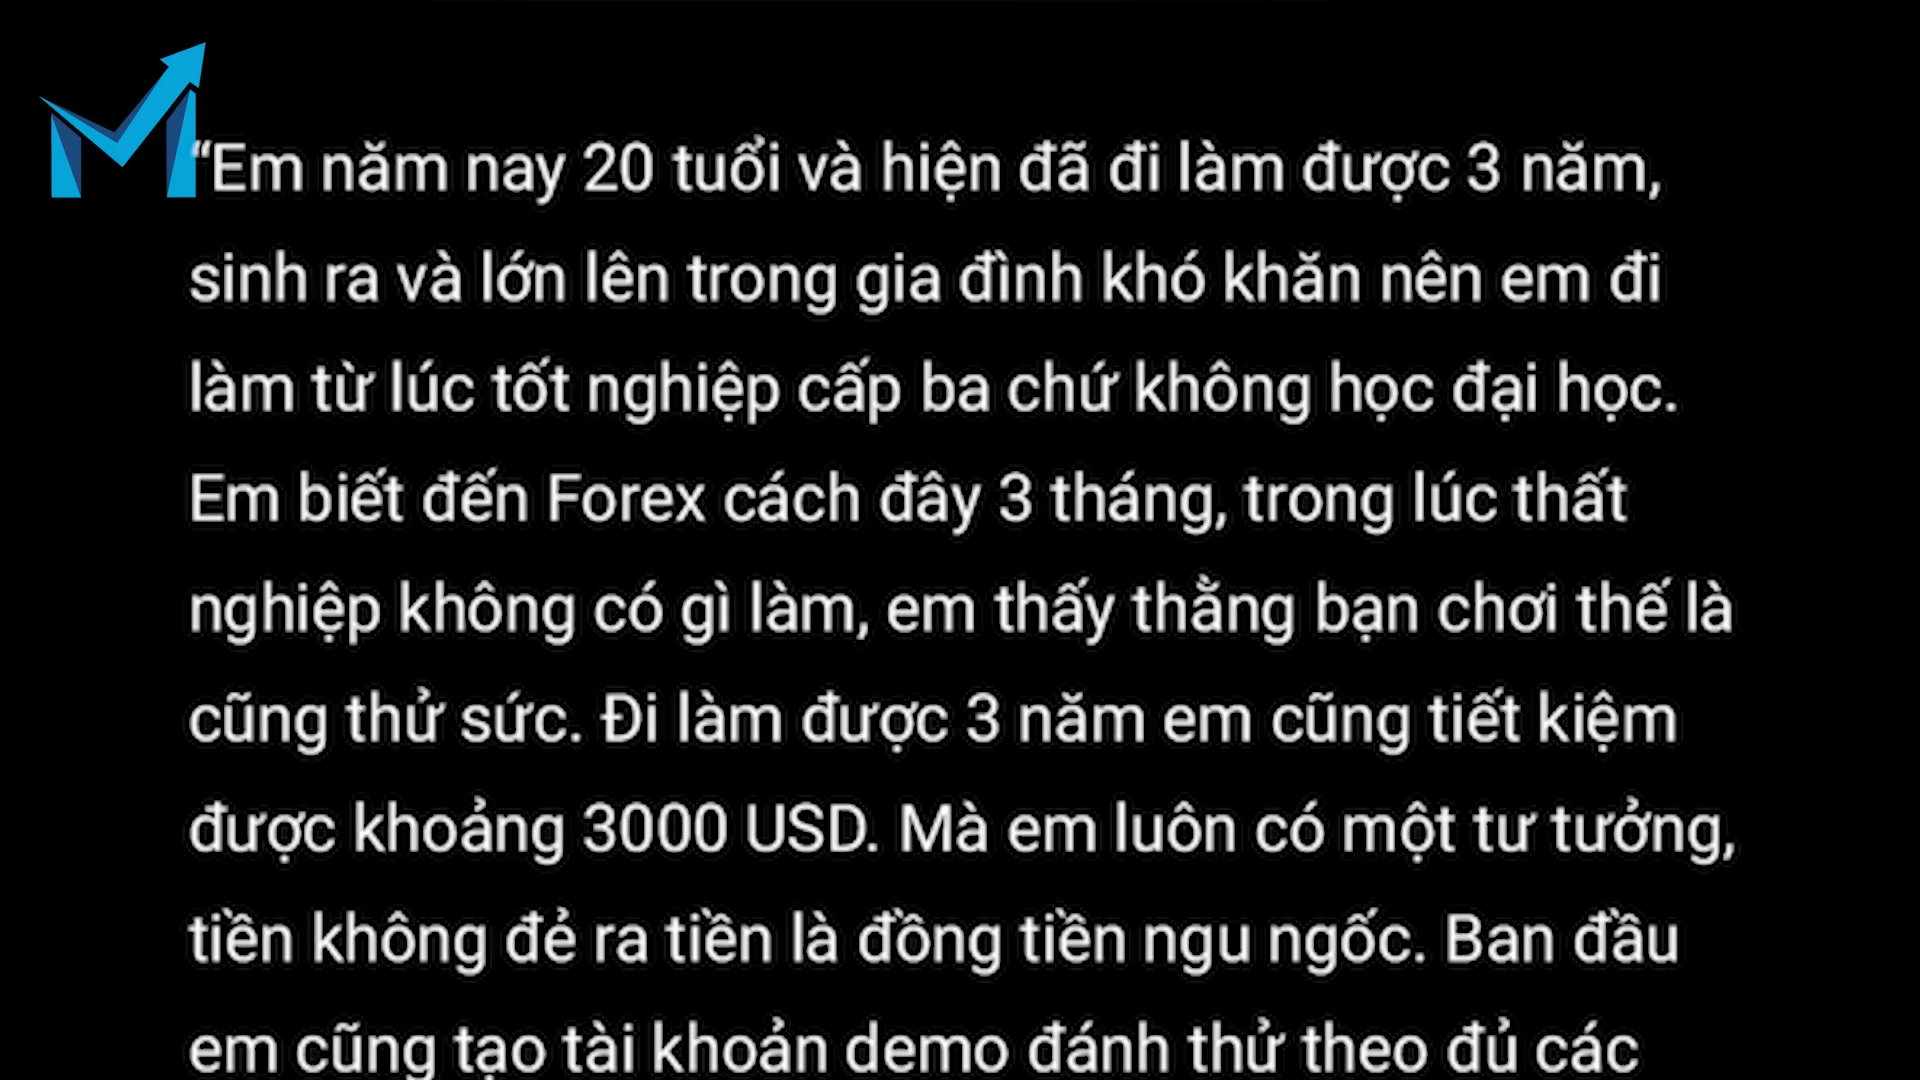 “Em năm nay 20 tuổi và hiện đã đi làm được 3 năm,
sinh ra và lớn lên trong gia đình khó khăn nên em đi
làm từ lúc tốt nghiệp cấp ba chứ không học đại học.
Em biết đến Forex cách đây 3 tháng, trong lúc thất
nghiệp không có gì làm, em thấy thằng bạn chơi thế là
cũng thử sức. Đi làm được 3 năm em cũng tiết kiệm
được khoảng 3000 USD. Mà em luôn có một tư tưởng,
tiền không đẻ ra tiền là đồng tiền ngu ngốc. Ban đầu
em cũng tạo tài khoản demo đánh thử theo đủ các